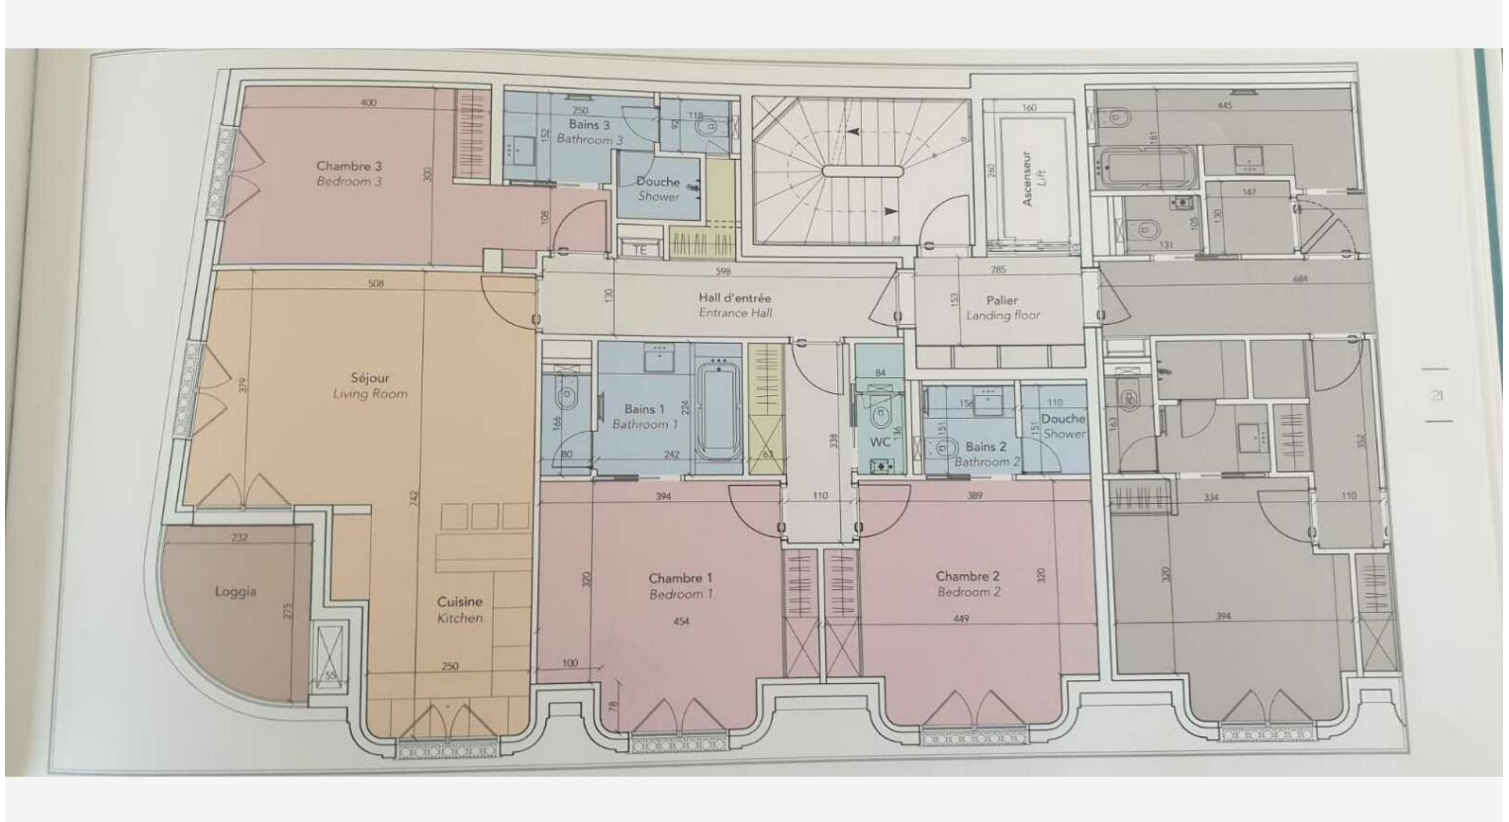 400
Chambre 3
Bedroom 3
300
108
250
Bains 3
Bathroom 3
152
118
92
Douche
Shower
TE
160
260
Ascenseur
Lift
445
181
147
130
105
131
598
130
Hall d'entrée
Entrance Hall
285
153
Palier
Landing floor
684
508
379
Séjour
Living Room
742
166
80
Bains 1
Bathroom 1
224
242
63
338
84
136
WC
156
151
Bains 2
Bathroom 2
110
151
Douche
Shower
80
163
352
21
232
Loggia
275
55
Cuisine
Kitchen
250
394
320
Chambre 1
Bedroom 1
454
100
78
110
389
Chambre 2
Bedroom 2
320
449
334
110
320
394